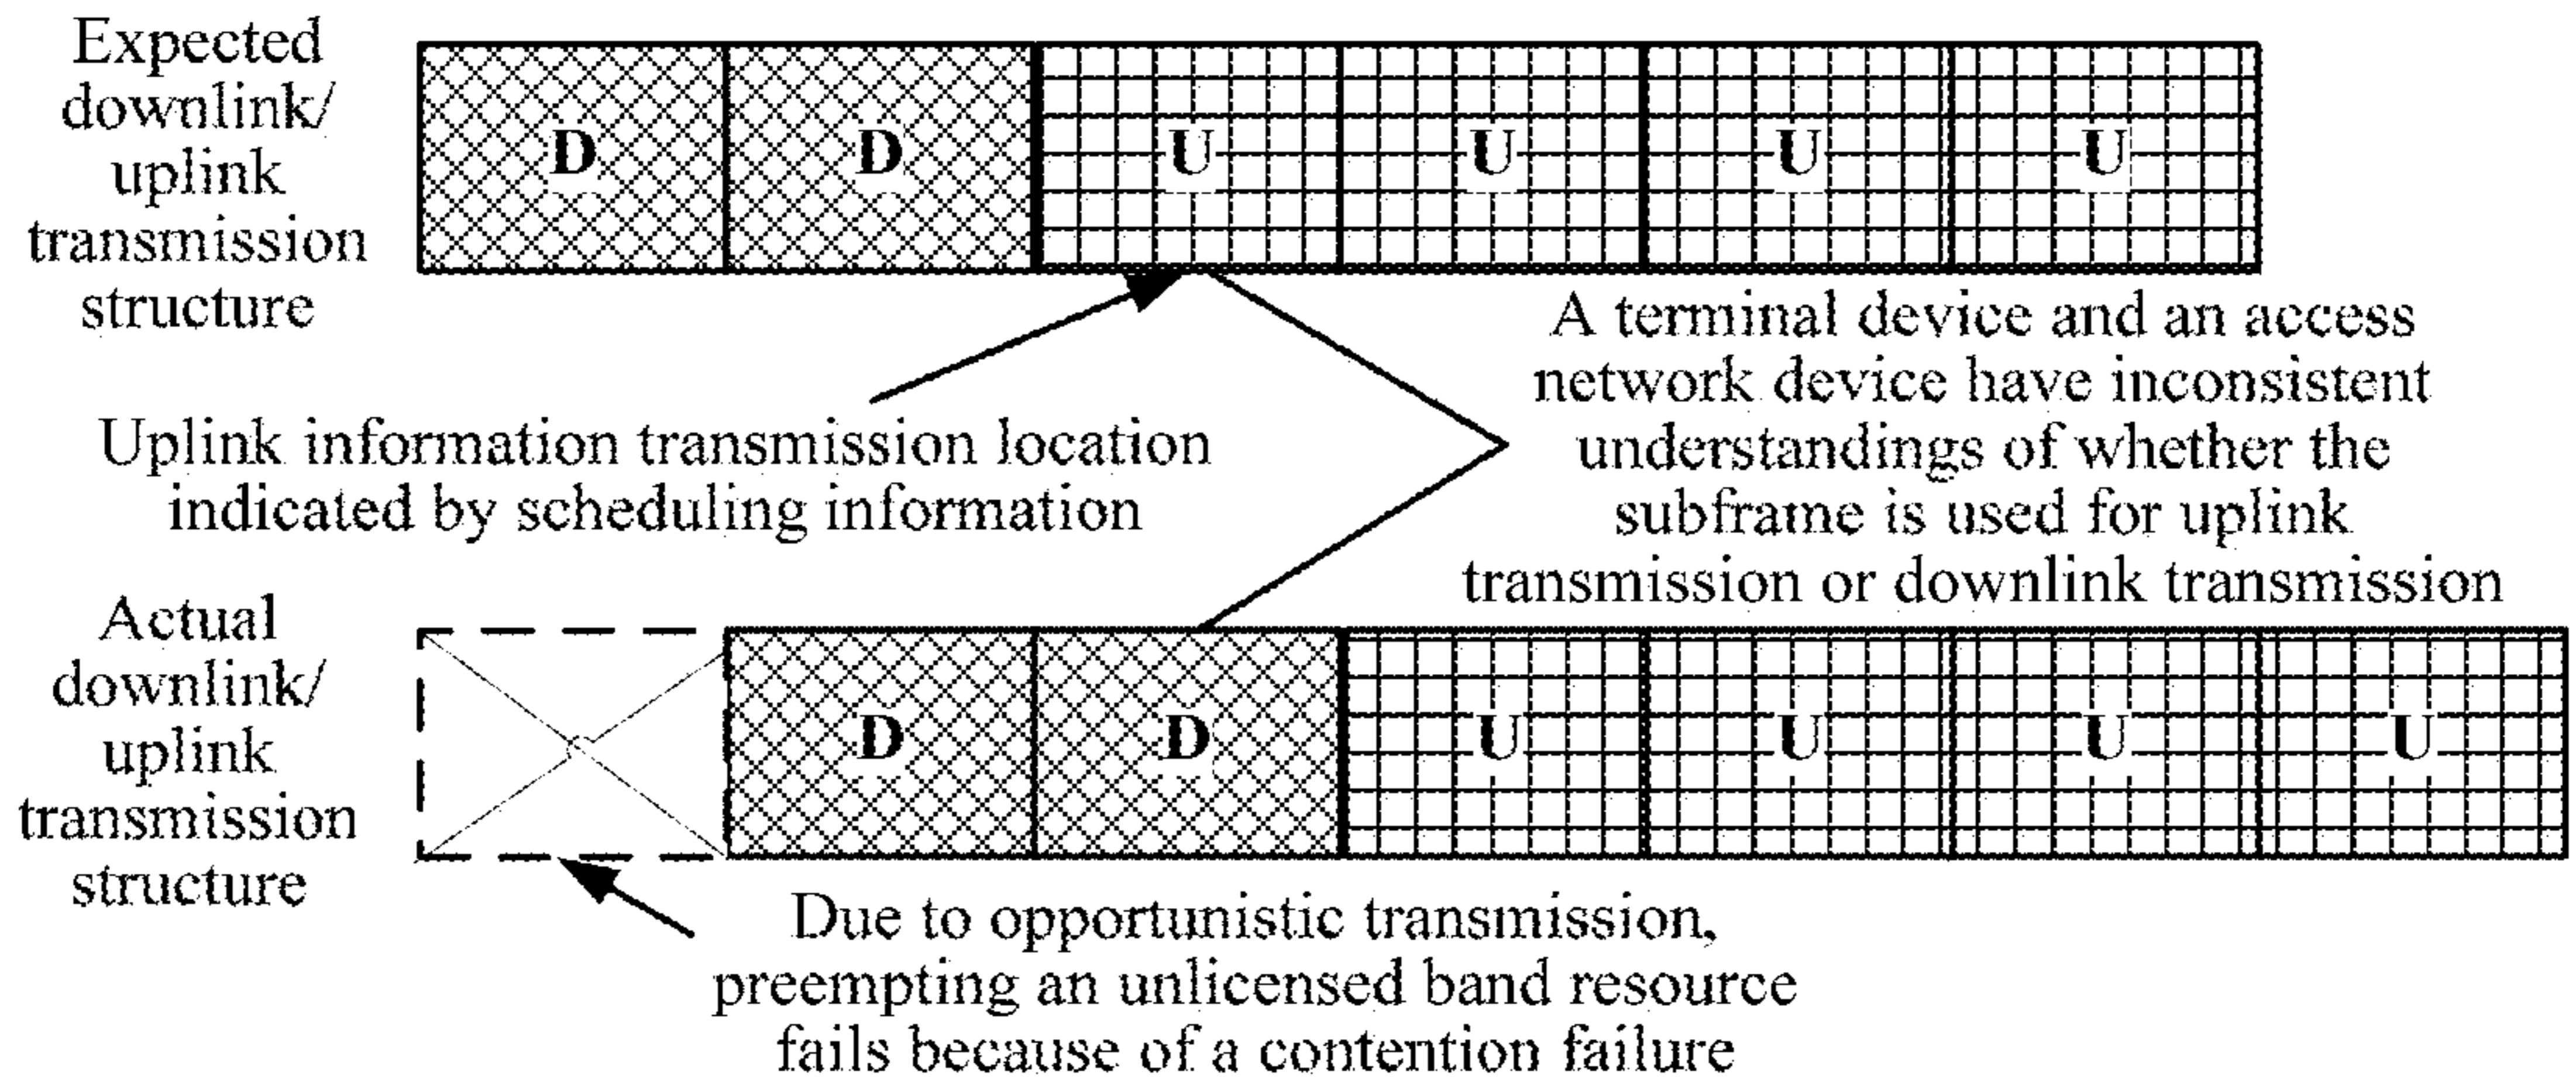 Expected
downlink/
uplink
transmission
structure
D D U U U U
Uplink information transmission location
indicated by scheduling information
A terminal device and an access
network device have inconsistent
understandings of whether the
subframe is used for uplink
transmission or downlink transmission
Actual
downlink/
uplink
transmission
structure
D D U U U U
Due to opportunistic transmission,
preempting an unlicensed band resource
fails because of a contention failure